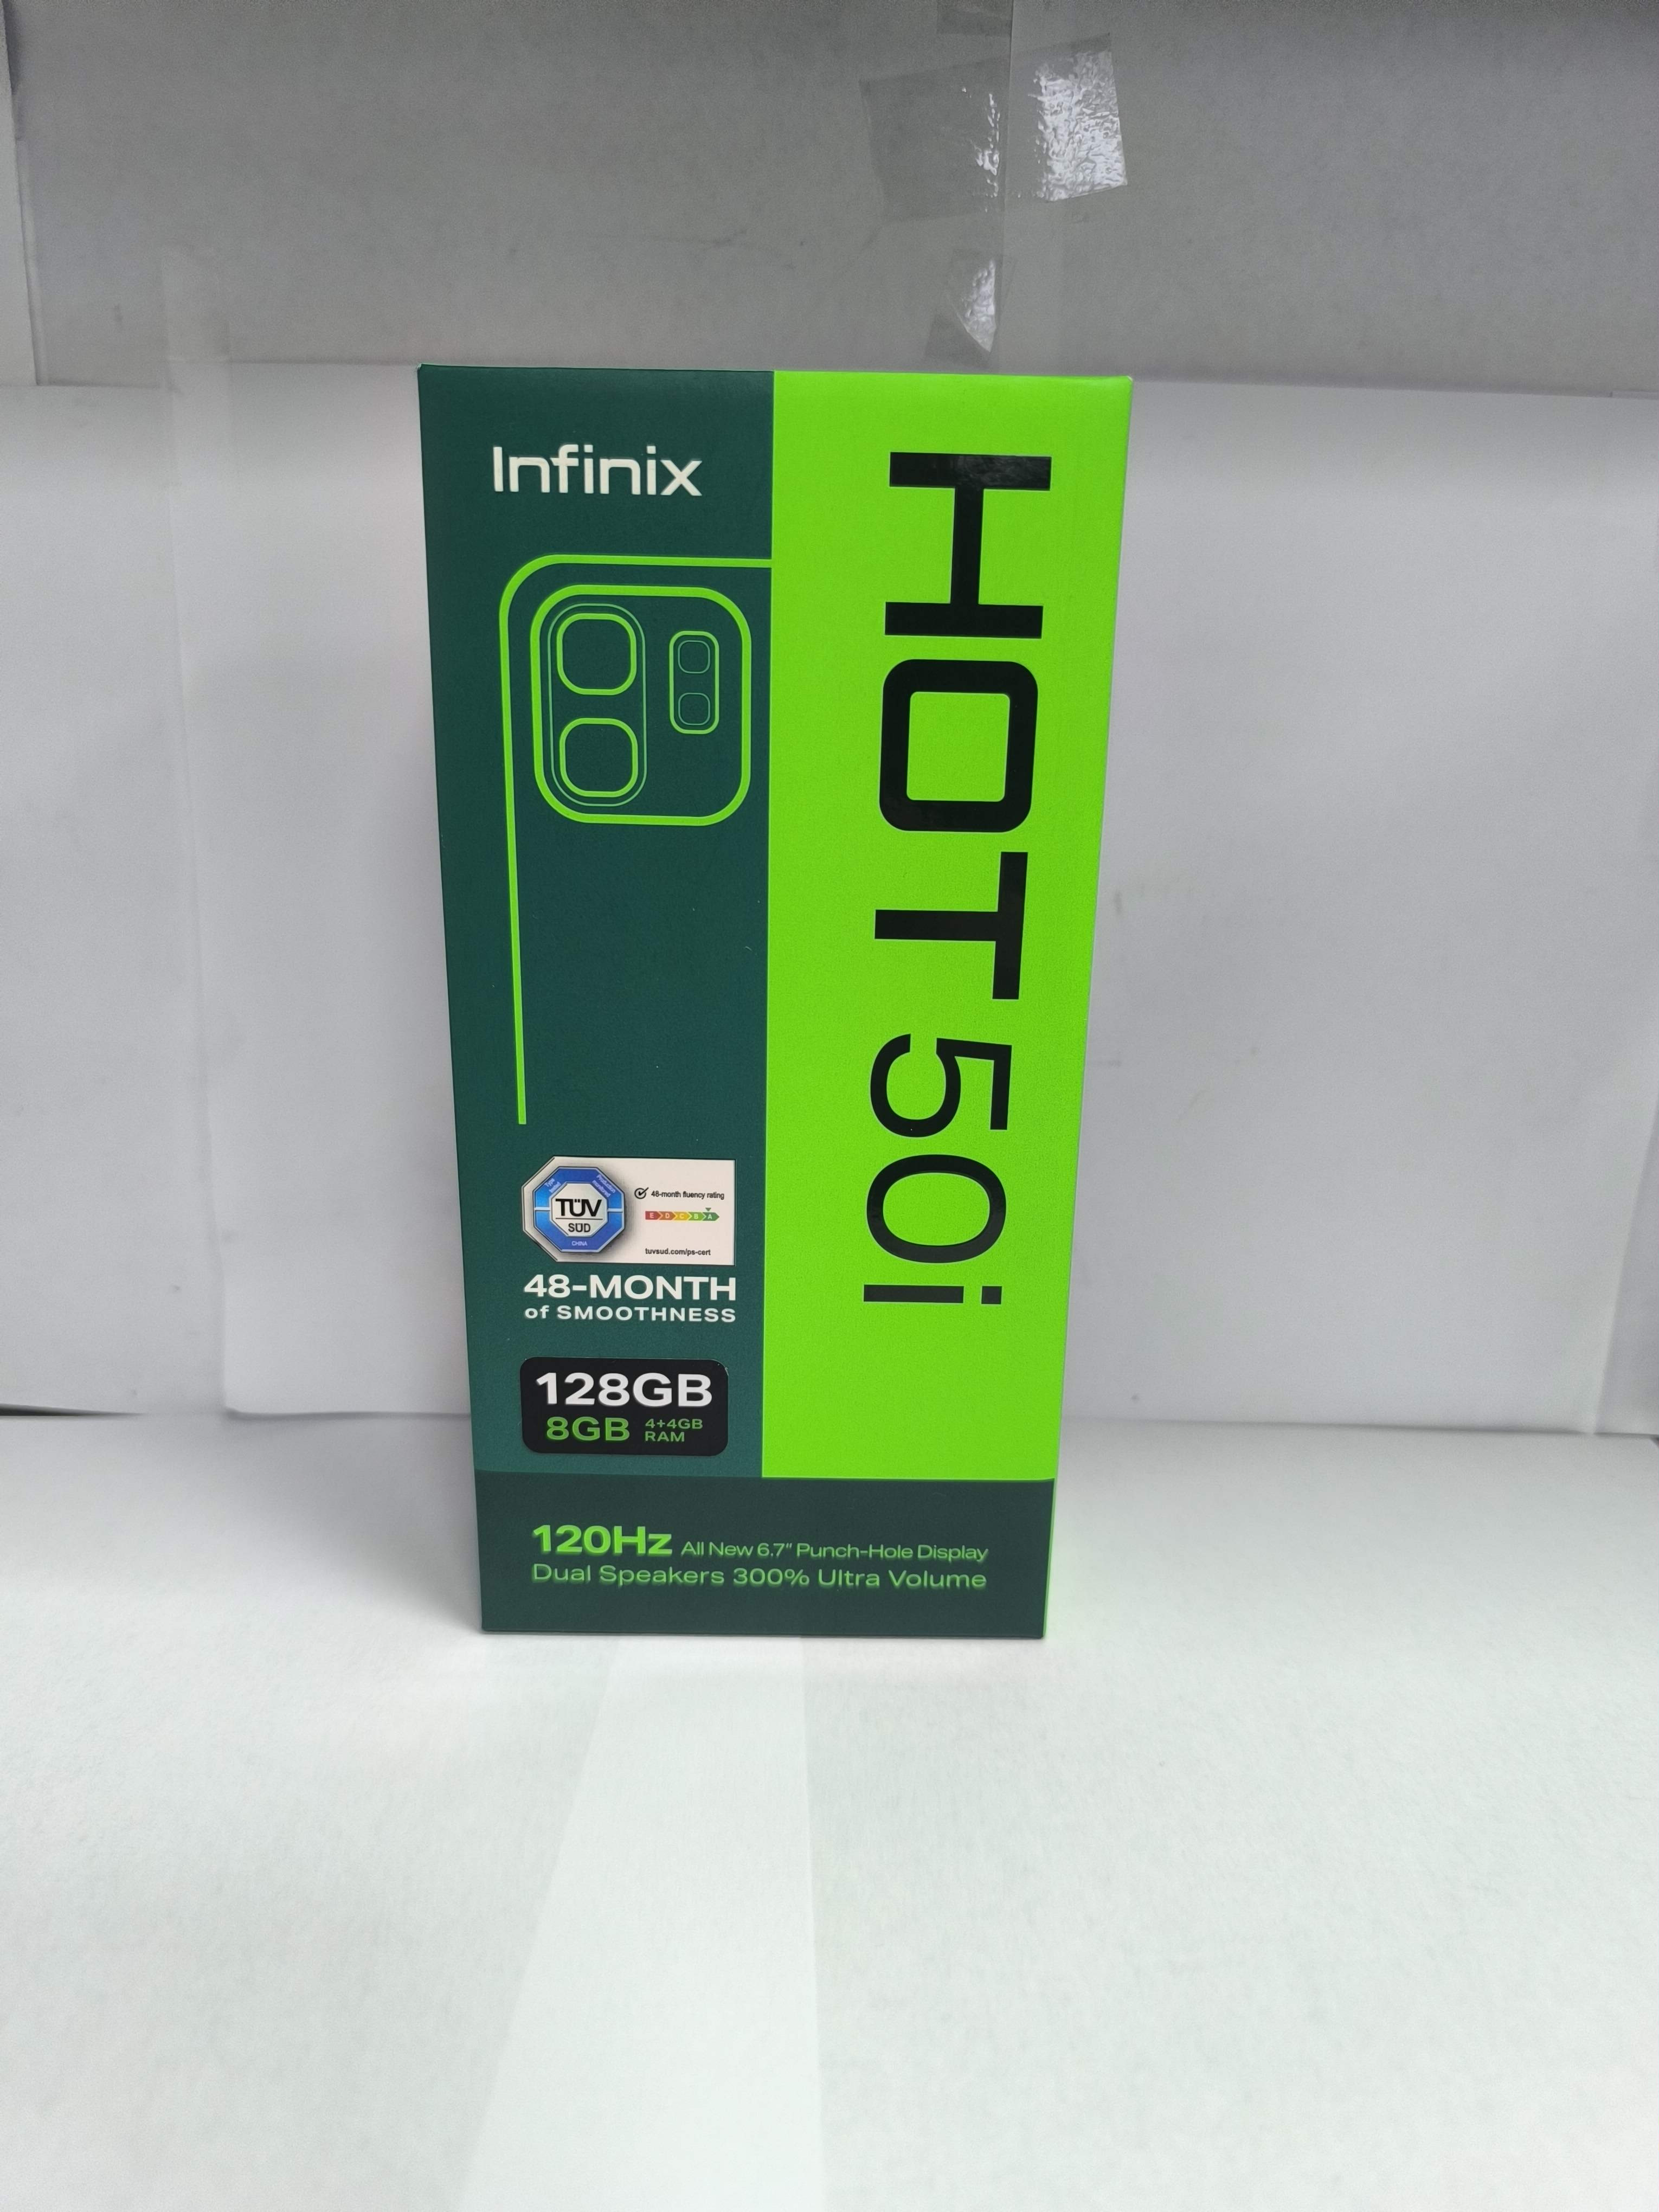 Infinix
HOT 50i
TÜV
SÜD
CHINA
48-month fluency rating
E D C B A
tuvsud.com/ps-cert
48-MONTH
of SMOOTHNESS
128GB
8GB 4+4GB
RAM
120Hz All New 6.7" Punch-Hole Display
Dual Speakers 300% Ultra Volume